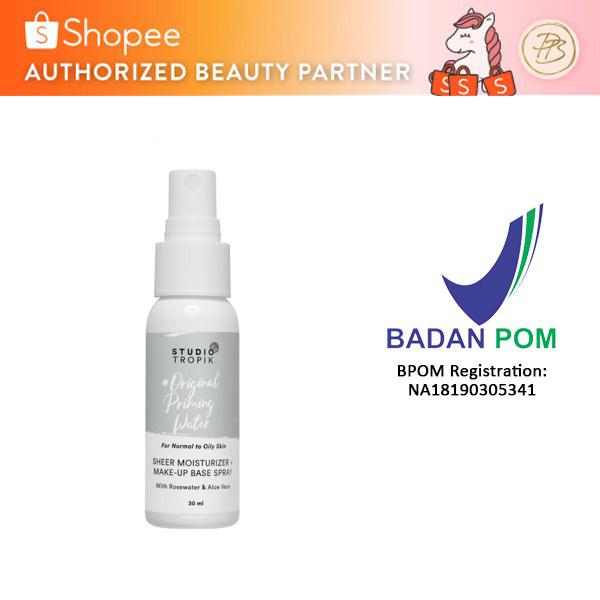 S Shopee
AUTHORIZED BEAUTY PARTNER
S S S
STUDIO
TROPIK
#Original
Priming
Water
For Normal to Oily Skin
SHEER MOISTURIZER +
MAKE-UP BASE SPRAY
With Rosewater & Aloe Vera
30 ml
BADAN POM
BPOM Registration:
NA18190305341